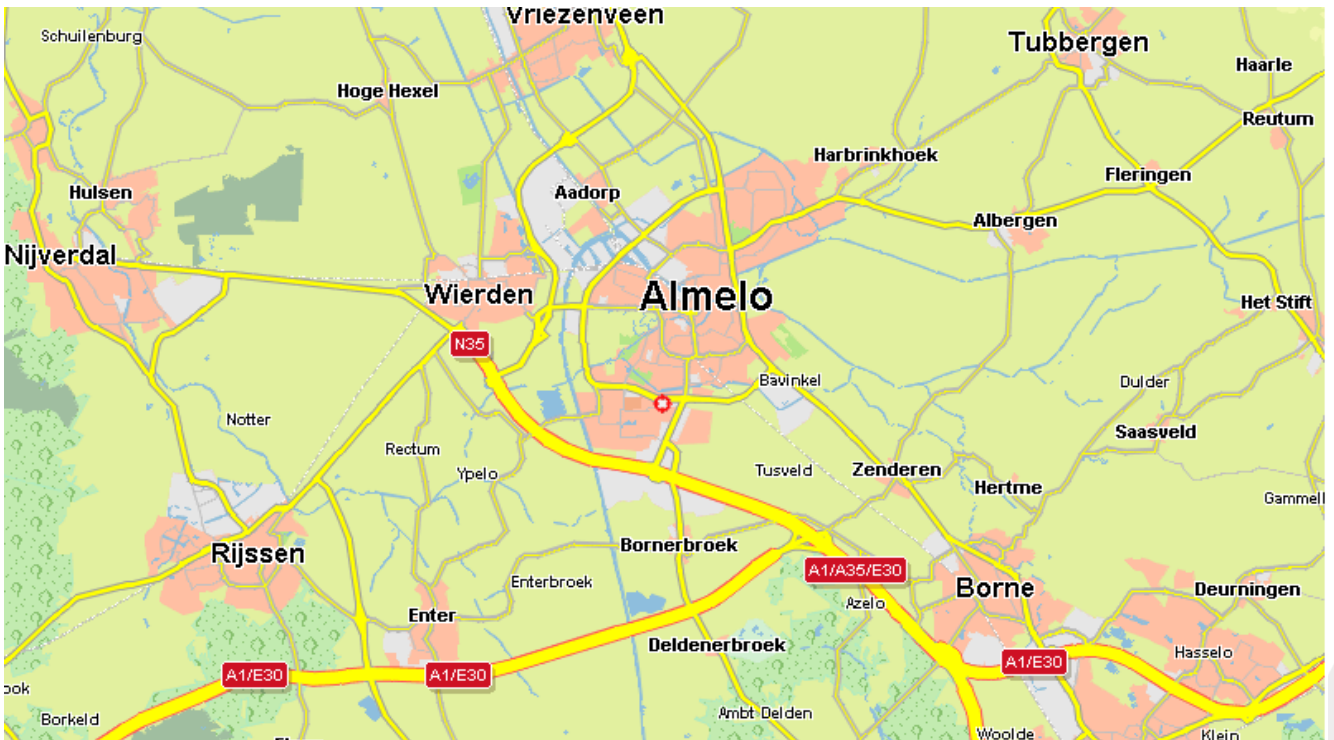 Vriezenveen
Schuilenburg
Tubbergen
Haarle
Hoge Hexel
Reutum
Harbrinkhoek
Fleringen
Hulsen
Aadorp
Albergen
Nijverdal
Wierden
Almelo
Het Stift
N35
Bavinkel
Dulder
Notter
Saasveld
Rectum
Ypelo
Tusveld
Zenderen
Hertme
Gammel
Rijssen
Bornerbroek
A1/A35/E30
Enterbroek
Borne
Deurningen
Azelo
Enter
Deldenerbroek
Hasselo
A1/E30
A1/E30
A1/E30
ook
Borkeld
Ambt Delden
Woolde
Klein